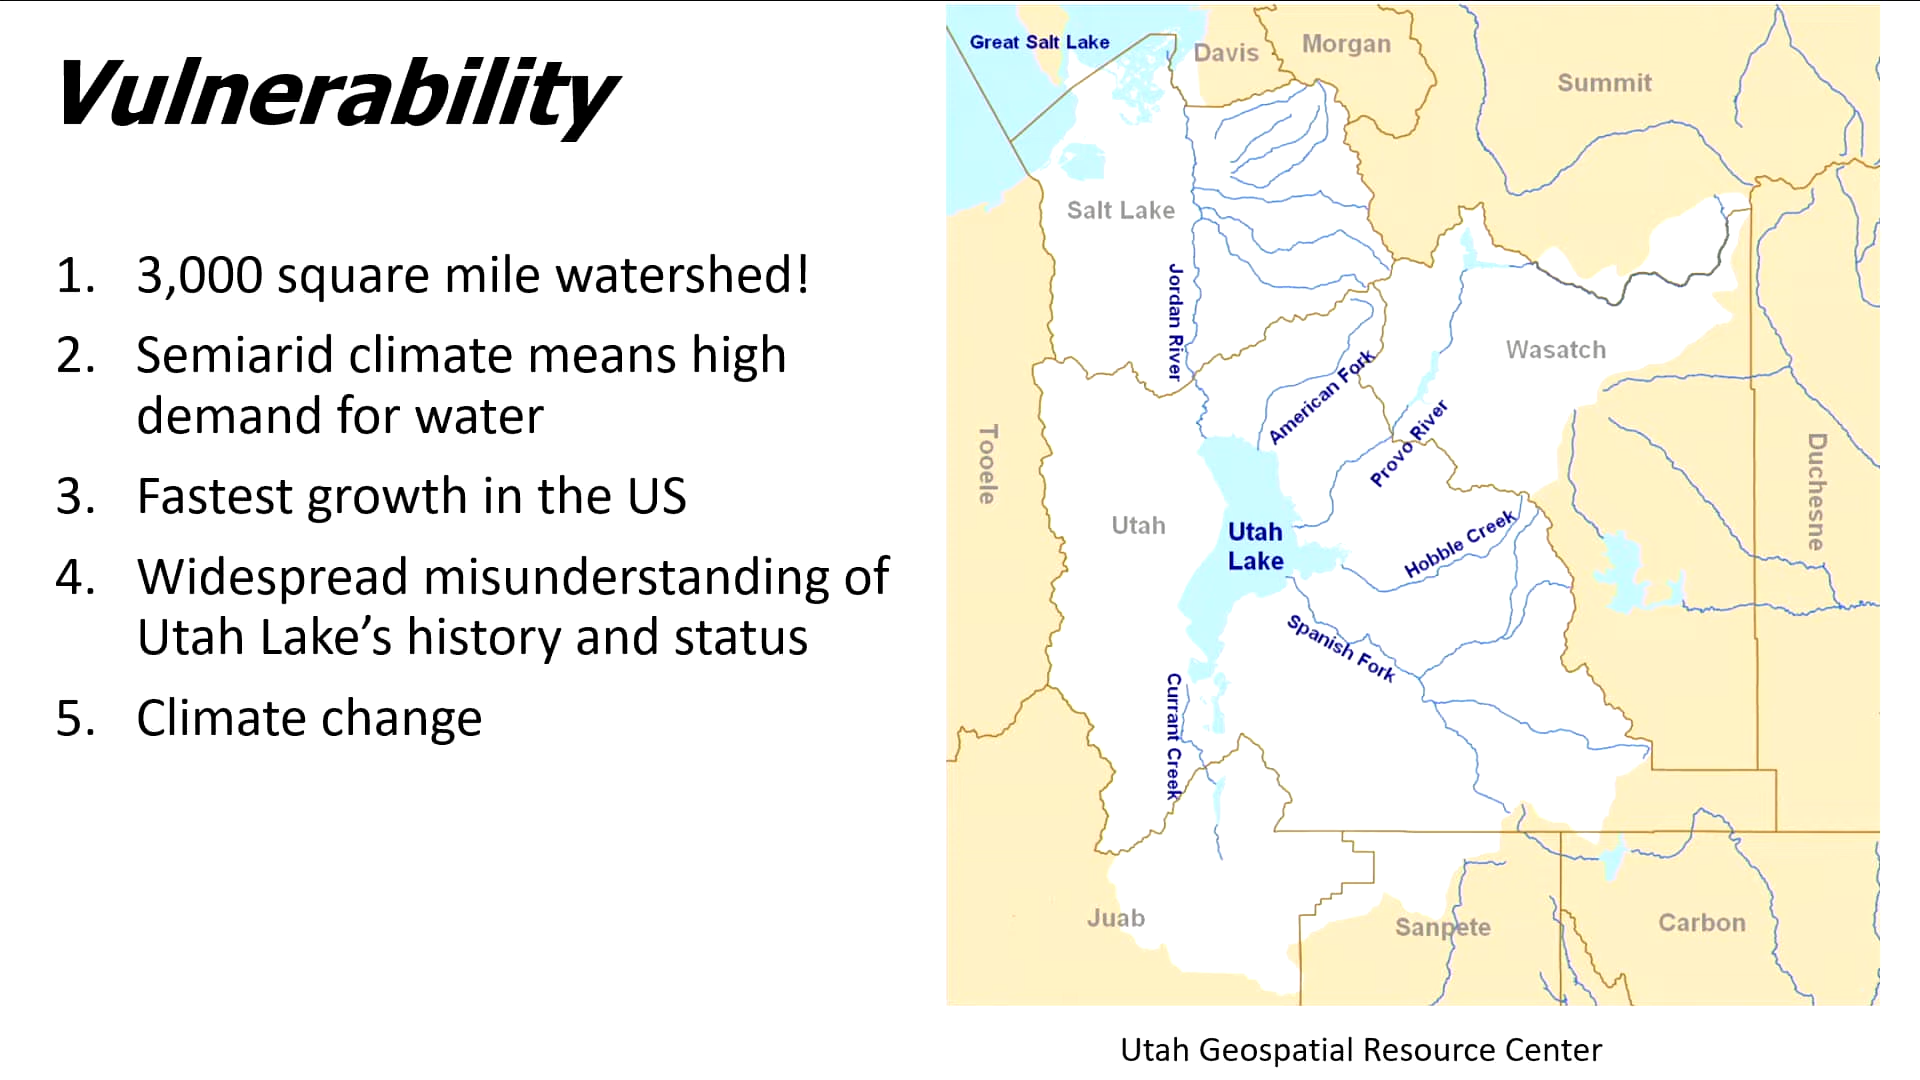 Vulnerability
1. 3,000 square mile watershed!
2. Semiarid climate means high
demand for water
3. Fastest growth in the US
4. Widespread misunderstanding of
Utah Lake’s history and status
5. Climate change
Great Salt Lake
Davis
Morgan
Summit
Salt Lake
Jordan River
Wasatch
American Fork
Provo River
Tooele
Duchesne
Utah
Utah
Lake
Hobble Creek
Spanish Fork
Currant Creek
Juab
Sanpete
Carbon
Utah Geospatial Resource Center